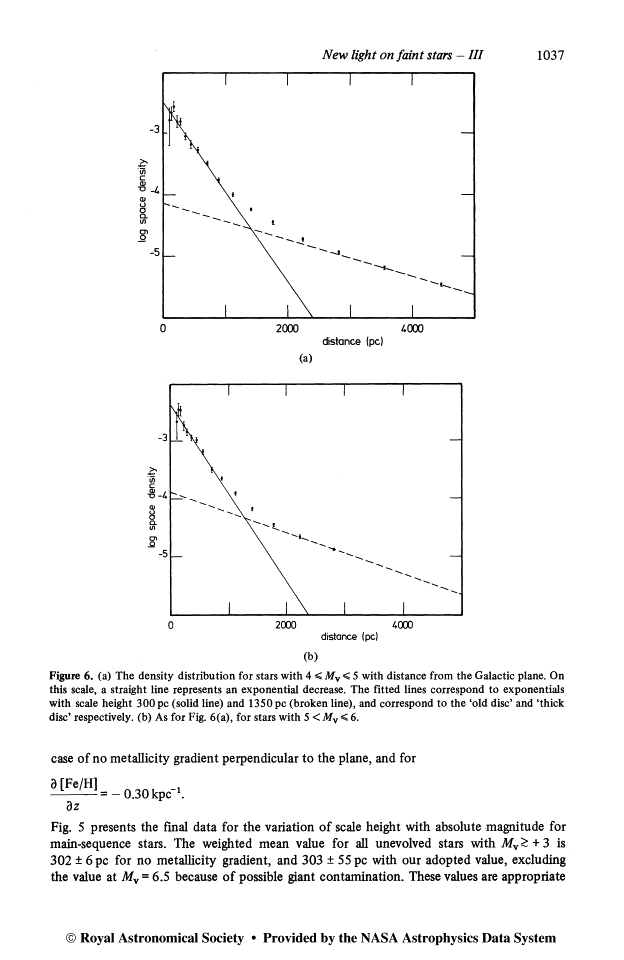 New light on faint stars – III 1037
-3
-4
-5
log space density
0 2000 4000
distance (pc)
(a)
-3
-4
-5
log space density
0 2000 4000
distance (pc)
(b)
Figure 6. (a) The density distribution for stars with 4 ≤ Mv ≤ 5 with distance from the Galactic plane. On
this scale, a straight line represents an exponential decrease. The fitted lines correspond to exponentials
with scale height 300 pc (solid line) and 1350 pc (broken line), and correspond to the 'old disc' and 'thick
disc' respectively. (b) As for Fig. 6(a), for stars with 5 < Mv ≤ 6.
case of no metallicity gradient perpendicular to the plane, and for
∂ [Fe/H]
= – 0.30 kpc⁻¹.
∂z
Fig. 5 presents the final data for the variation of scale height with absolute magnitude for
main-sequence stars. The weighted mean value for all unevolved stars with Mv ≥ + 3 is
302 ± 6 pc for no metallicity gradient, and 303 ± 55 pc with our adopted value, excluding
the value at Mv = 6.5 because of possible giant contamination. These values are appropriate
© Royal Astronomical Society • Provided by the NASA Astrophysics Data System